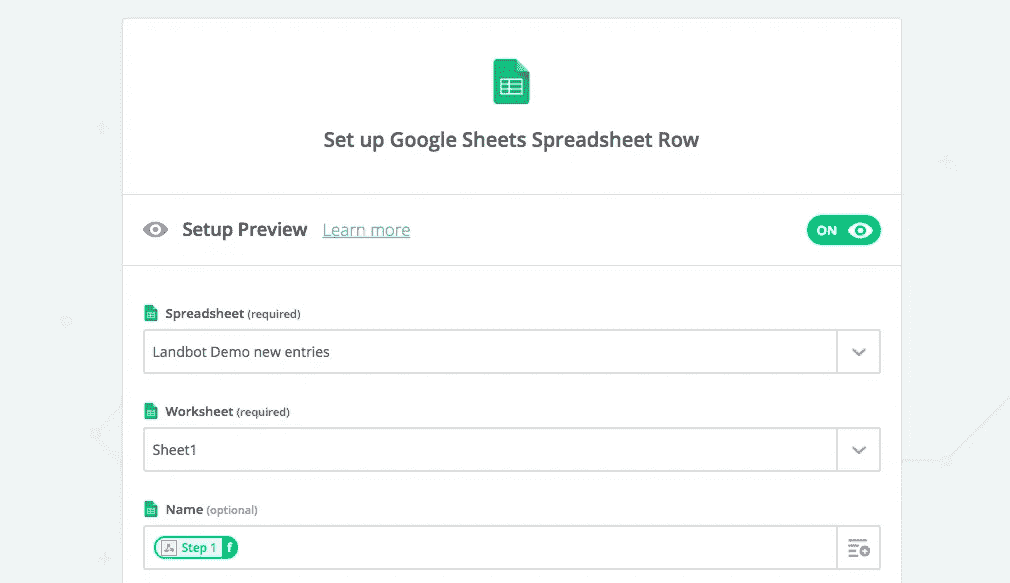 Set up Google Sheets Spreadsheet Row
Setup Preview Learn more ON
Spreadsheet (required)
Landbot Demo new entries
Worksheet (required)
Sheet1
Name (optional)
Step 1 f